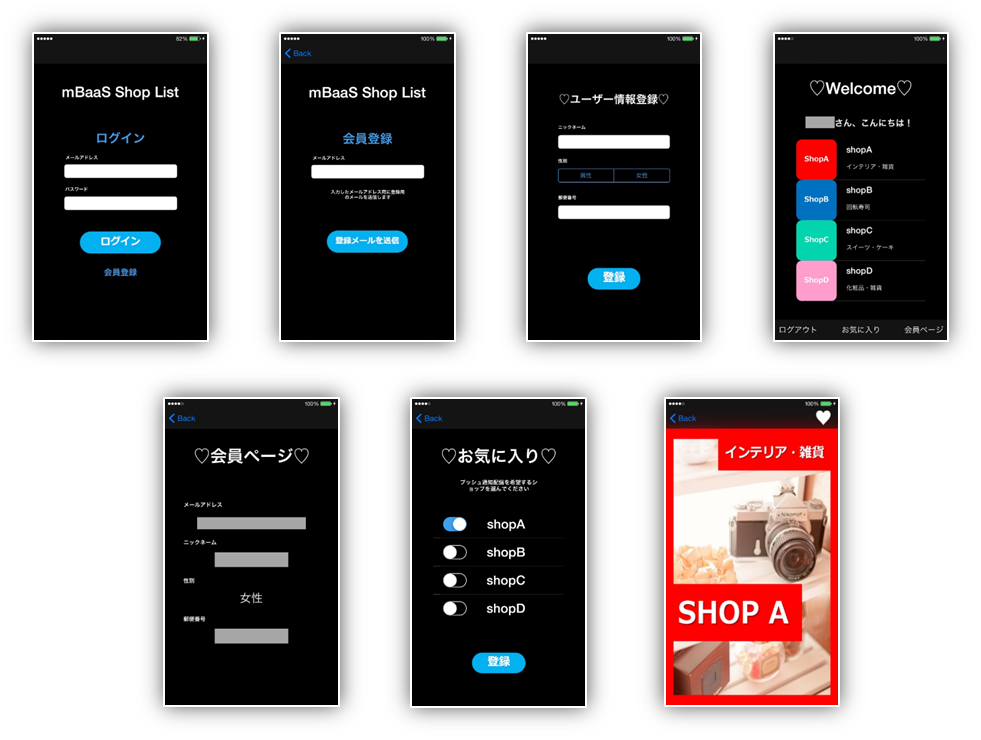 82%
mBaaS Shop List
ログイン
メールアドレス
パスワード
ログイン
会員登録
100%
Back
mBaaS Shop List
会員登録
メールアドレス
入力したメールアドレス宛に登録用
のメールを送信します
登録メールを送信
100%
♡ユーザー情報登録♡
ニックネーム
性別
男性 女性
郵便番号
登録
100%
♡Welcome♡
さん、こんにちは！
ShopA
shopA
インテリア・雑貨
ShopB
shopB
回転寿司
ShopC
shopC
スイーツ・ケーキ
ShopD
shopD
化粧品・雑貨
ログアウト お気に入り 会員ページ
100%
Back
♡会員ページ♡
メールアドレス
ニックネーム
性別
女性
郵便番号
100%
Back
♡お気に入り♡
プッシュ通知配信を希望するシ
ョップを選んでください
shopA
shopB
shopC
shopD
登録
100%
Back
インテリア・雑貨
Nikomat
SHOP A